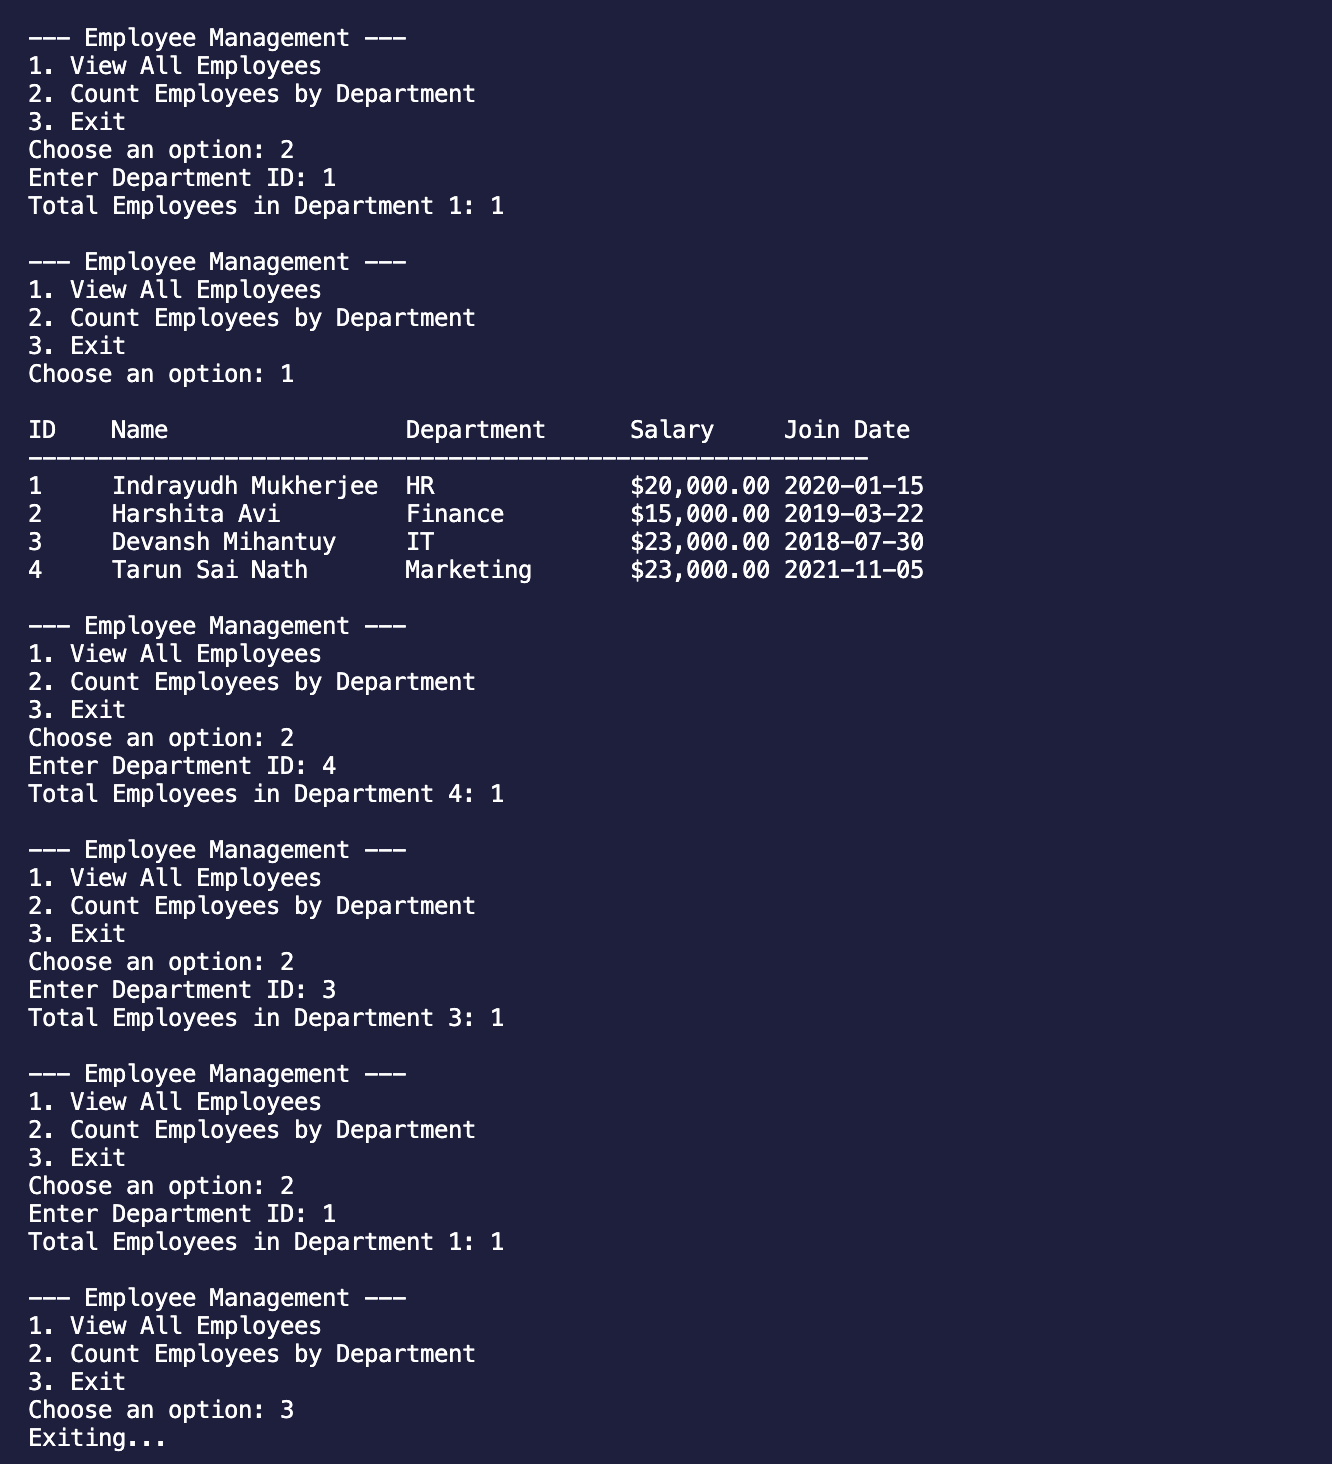 --- Employee Management ---
1. View All Employees
2. Count Employees by Department
3. Exit
Choose an option: 2
Enter Department ID: 1
Total Employees in Department 1: 1

--- Employee Management ---
1. View All Employees
2. Count Employees by Department
3. Exit
Choose an option: 1

ID    Name                 Department      Salary     Join Date
------------------------------------------------------------
1     Indrayudh Mukherjee  HR              $20,000.00 2020-01-15
2     Harshita Avi         Finance         $15,000.00 2019-03-22
3     Devansh Mihantuy     IT              $23,000.00 2018-07-30
4     Tarun Sai Nath       Marketing       $23,000.00 2021-11-05

--- Employee Management ---
1. View All Employees
2. Count Employees by Department
3. Exit
Choose an option: 2
Enter Department ID: 4
Total Employees in Department 4: 1

--- Employee Management ---
1. View All Employees
2. Count Employees by Department
3. Exit
Choose an option: 2
Enter Department ID: 3
Total Employees in Department 3: 1

--- Employee Management ---
1. View All Employees
2. Count Employees by Department
3. Exit
Choose an option: 2
Enter Department ID: 1
Total Employees in Department 1: 1

--- Employee Management ---
1. View All Employees
2. Count Employees by Department
3. Exit
Choose an option: 3
Exiting...